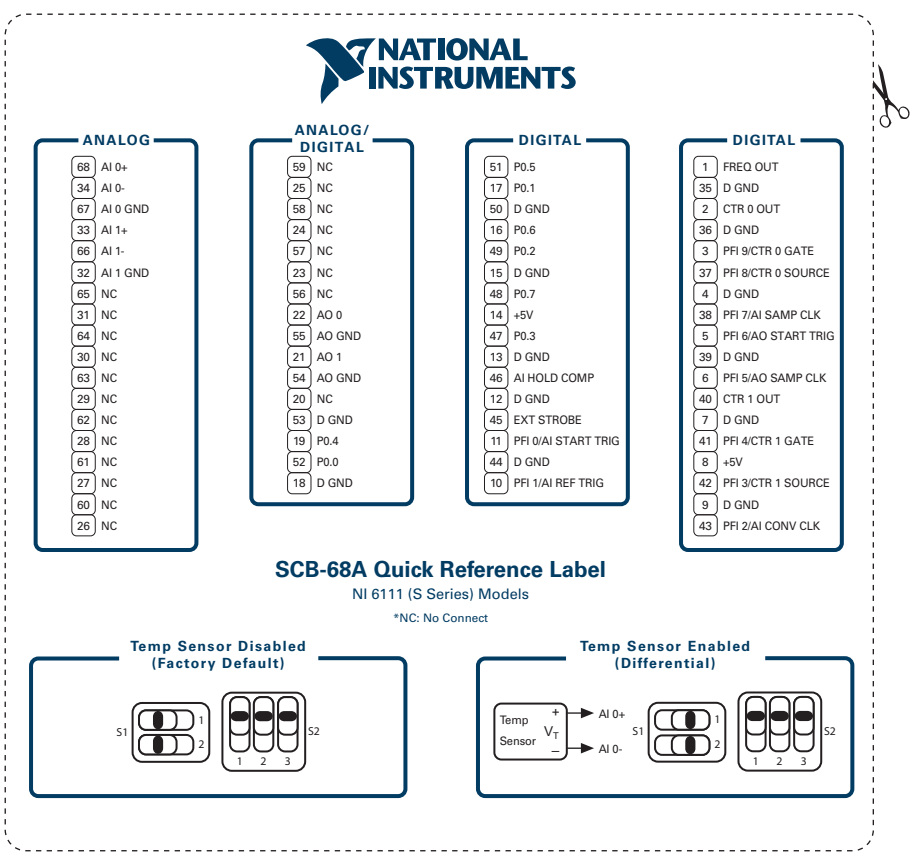 NATIONAL
INSTRUMENTS
ANALOG
68 AI 0+
34 AI 0-
67 AI 0 GND
33 AI 1+
66 AI 1-
32 AI 1 GND
65 NC
31 NC
64 NC
30 NC
63 NC
29 NC
62 NC
28 NC
61 NC
27 NC
60 NC
26 NC
ANALOG/
DIGITAL
59 NC
25 NC
58 NC
24 NC
57 NC
23 NC
56 NC
22 AO 0
55 AO GND
21 AO 1
54 AO GND
20 NC
53 D GND
19 P0.4
52 P0.0
18 D GND
DIGITAL
51 P0.5
17 P0.1
50 D GND
16 P0.6
49 P0.2
15 D GND
48 P0.7
14 +5V
47 P0.3
13 D GND
46 AI HOLD COMP
12 D GND
45 EXT STROBE
11 PFI 0/AI START TRIG
44 D GND
10 PFI 1/AI REF TRIG
DIGITAL
1 FREQ OUT
35 D GND
2 CTR 0 OUT
36 D GND
3 PFI 9/CTR 0 GATE
37 PFI 8/CTR 0 SOURCE
4 D GND
38 PFI 7/AI SAMP CLK
5 PFI 6/AO START TRIG
39 D GND
6 PFI 5/AO SAMP CLK
40 CTR 1 OUT
7 D GND
41 PFI 4/CTR 1 GATE
8 +5V
42 PFI 3/CTR 1 SOURCE
9 D GND
43 PFI 2/AI CONV CLK
SCB-68A Quick Reference Label
NI 6111 (S Series) Models
*NC: No Connect
Temp Sensor Disabled
(Factory Default)
S1
1
2
S2
1 2 3
Temp Sensor Enabled
(Differential)
Temp
Sensor
+
VT
–
AI 0+
AI 0-
S1
1
2
S2
1 2 3